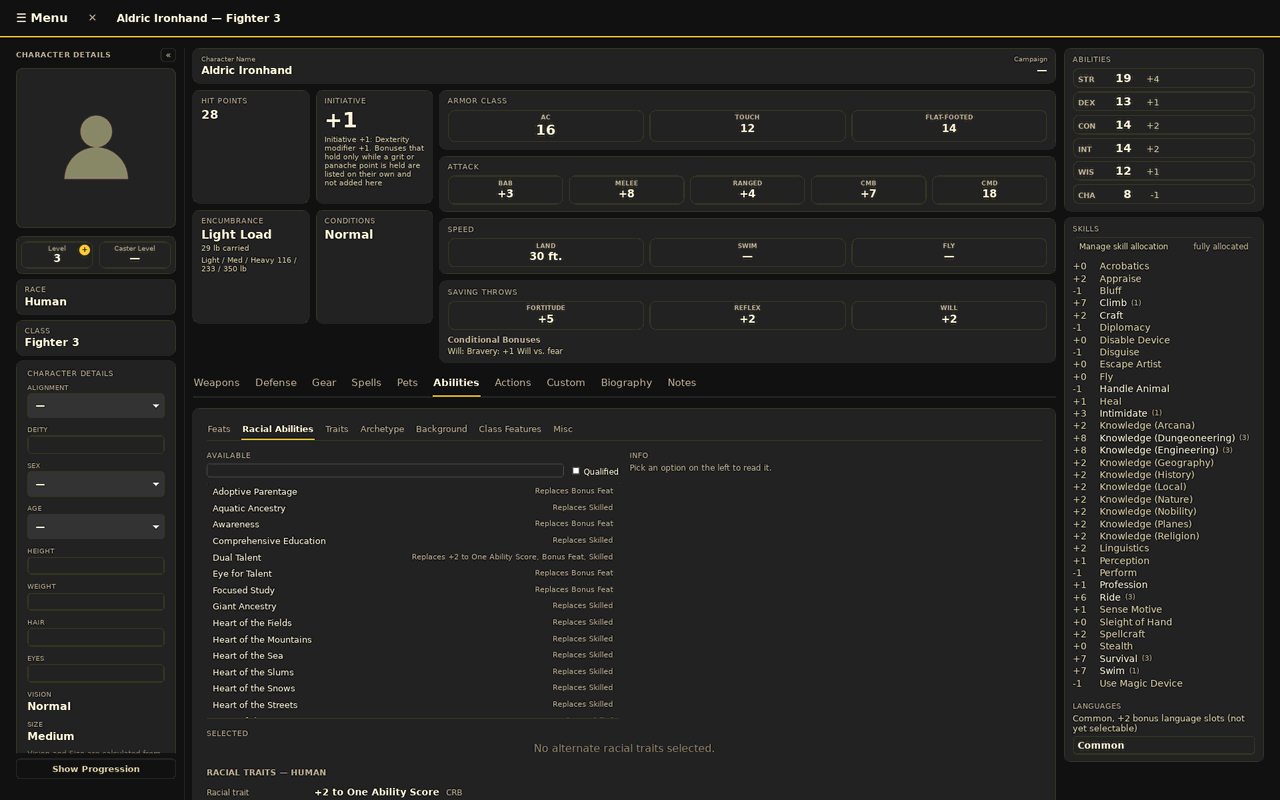 ☰ Menu
×
Aldric Ironhand — Fighter 3
CHARACTER DETAILS
«
Level
3
+
Caster Level
—
RACE
Human
CLASS
Fighter 3
CHARACTER DETAILS
ALIGNMENT
—
DEITY
SEX
—
AGE
—
HEIGHT
WEIGHT
HAIR
EYES
VISION
Normal
SIZE
Medium
Vision and Size are calculated from
Show Progression
Character Name
Aldric Ironhand
Campaign
—
HIT POINTS
28
INITIATIVE
+1
Initiative +1: Dexterity
modifier +1. Bonuses that
hold only while a grit or
panache point is held are
listed on their own and
not added here
ENCUMBRANCE
Light Load
29 lb carried
Light / Med / Heavy 116 /
233 / 350 lb
CONDITIONS
Normal
ARMOR CLASS
AC
16
TOUCH
12
FLAT-FOOTED
14
ATTACK
BAB
+3
MELEE
+8
RANGED
+4
CMB
+7
CMD
18
SPEED
LAND
30 ft.
SWIM
—
FLY
—
SAVING THROWS
FORTITUDE
+5
REFLEX
+2
WILL
+2
Conditional Bonuses
Will: Bravery: +1 Will vs. fear
Weapons Defense Gear Spells Pets Abilities Actions Custom Biography Notes
Feats Racial Abilities Traits Archetype Background Class Features Misc
AVAILABLE
Qualified
Adoptive Parentage Replaces Bonus Feat
Aquatic Ancestry Replaces Skilled
Awareness Replaces Bonus Feat
Comprehensive Education Replaces Skilled
Dual Talent Replaces +2 to One Ability Score, Bonus Feat, Skilled
Eye for Talent Replaces Bonus Feat
Focused Study Replaces Bonus Feat
Giant Ancestry Replaces Skilled
Heart of the Fields Replaces Skilled
Heart of the Mountains Replaces Skilled
Heart of the Sea Replaces Skilled
Heart of the Slums Replaces Skilled
Heart of the Snows Replaces Skilled
Heart of the Streets Replaces Skilled
INFO
Pick an option on the left to read it.
SELECTED
No alternate racial traits selected.
RACIAL TRAITS — HUMAN
Racial trait +2 to One Ability Score CRB
ABILITIES
STR 19 +4
DEX 13 +1
CON 14 +2
INT 14 +2
WIS 12 +1
CHA 8 -1
SKILLS
Manage skill allocation fully allocated
+0 Acrobatics
+2 Appraise
-1 Bluff
+7 Climb (1)
+2 Craft
-1 Diplomacy
+0 Disable Device
-1 Disguise
+0 Escape Artist
+0 Fly
-1 Handle Animal
+1 Heal
+3 Intimidate (1)
+2 Knowledge (Arcana)
+8 Knowledge (Dungeoneering) (3)
+8 Knowledge (Engineering) (3)
+2 Knowledge (Geography)
+2 Knowledge (History)
+2 Knowledge (Local)
+2 Knowledge (Nature)
+2 Knowledge (Nobility)
+2 Knowledge (Planes)
+2 Knowledge (Religion)
+2 Linguistics
+1 Perception
-1 Perform
+1 Profession
+6 Ride (3)
+1 Sense Motive
+0 Sleight of Hand
+2 Spellcraft
+0 Stealth
+7 Survival (3)
+7 Swim (1)
-1 Use Magic Device
LANGUAGES
Common, +2 bonus language slots (not
yet selectable)
Common